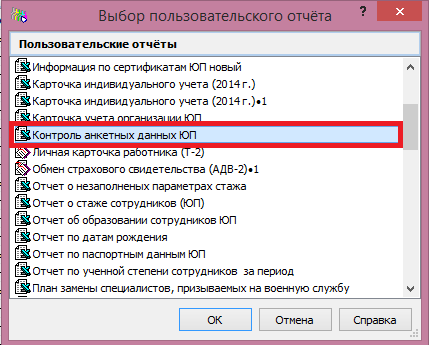 Выбор пользовательского отчёта
?
Пользовательские отчёты
Информация по сертификатам ЮП новый
Карточка индивидуального учета (2014 г.)
Карточка индивидуального учета (2014 г.)•1
Карточка учета организации ЮП
Контроль анкетных данных ЮП
Личная карточка работника (Т-2)
Обмен страхового свидетельства (АДВ-2)•1
Отчет о незаполненых параметрах стажа
Отчет о стаже сотрудников (ЮП)
Отчет об образовании сотрудников ЮП
Отчет по датам рождения
Отчет по паспортным данным ЮП
Отчет по ученной степени сотрудников за период
План замены специалистов, призываемых на военную службу
ОК
Отмена
Справка